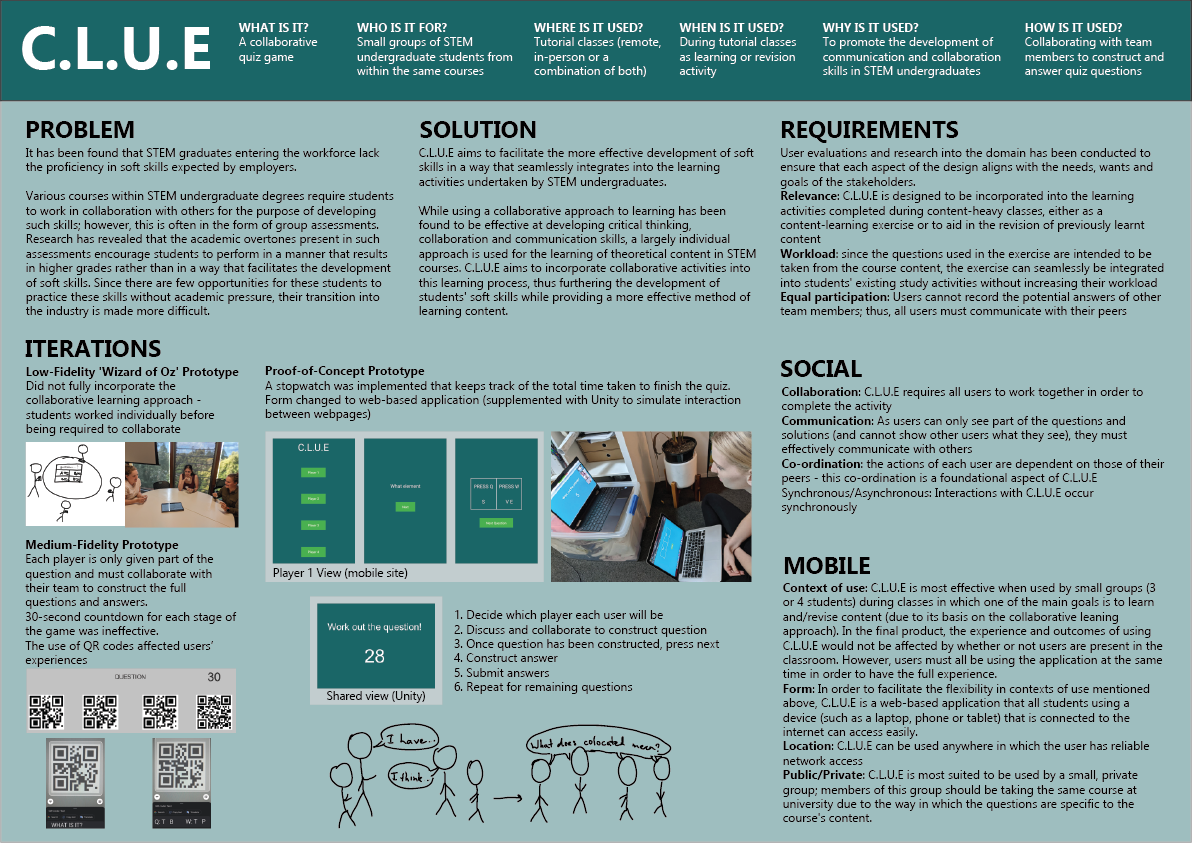 C.L.U.E
WHAT IS IT?
A collaborative
quiz game
WHO IS IT FOR?
Small groups of STEM
undergraduate students from
within the same courses
WHERE IS IT USED?
Tutorial classes (remote,
in-person or a
combination of both)
WHEN IS IT USED?
During tutorial classes
as learning or revision
activity
WHY IS IT USED?
To promote the development of
communication and collaboration
skills in STEM undergraduates
HOW IS IT USED?
Collaborating with team
members to construct and
answer quiz questions
PROBLEM
It has been found that STEM graduates entering the workforce lack
the proficiency in soft skills expected by employers.
Various courses within STEM undergraduate degrees require students
to work in collaboration with others for the purpose of developing
such skills; however, this is often in the form of group assessments.
Research has revealed that the academic overtones present in such
assessments encourage students to perform in a manner that results
in higher grades rather than in a way that facilitates the development
of soft skills. Since there are few opportunities for these students to
practice these skills without academic pressure, their transition into
the industry is made more difficult.
SOLUTION
C.L.U.E aims to facilitate the more effective development of soft
skills in a way that seamlessly integrates into the learning
activities undertaken by STEM undergraduates.
While using a collaborative approach to learning has been
found to be effective at developing critical thinking,
collaboration and communication skills, a largely individual
approach is used for the learning of theoretical content in STEM
courses. C.L.U.E aims to incorporate collaborative activities into
this learning process, thus furthering the development of
students' soft skills while providing a more effective method of
learning content.
REQUIREMENTS
User evaluations and research into the domain has been conducted to
ensure that each aspect of the design aligns with the needs, wants and
goals of the stakeholders.
Relevance: C.L.U.E is designed to be incorporated into the learning
activities completed during content-heavy classes, either as a
content-learning exercise or to aid in the revision of previously learnt
content
Workload: since the questions used in the exercise are intended to be
taken from the course content, the exercise can seamlessly be integrated
into students' existing study activities without increasing their workload
Equal participation: Users cannot record the potential answers of other
team members; thus, all users must communicate with their peers
ITERATIONS
Low-Fidelity 'Wizard of Oz' Prototype
Did not fully incorporate the
collaborative learning approach -
students worked individually before
being required to collaborate
Medium-Fidelity Prototype
Each player is only given part of the
question and must collaborate with
their team to construct the full
questions and answers.
30-second countdown for each stage of
the game was ineffective.
The use of QR codes affected users'
experiences
QUESTION
30
WHAT IS IT?
Q: T B W: T P
Proof-of-Concept Prototype
A stopwatch was implemented that keeps track of the total time taken to finish the quiz.
Form changed to web-based application (supplemented with Unity to simulate interaction
between webpages)
C.L.U.E
Player 1
Player 2
Player 3
Player 4
What element
Next
PRESS Q
PRESS W
S
V E
Next Question
Player 1 View (mobile site)
Work out the question!
28
Shared view (Unity)
1. Decide which player each user will be
2. Discuss and collaborate to construct question
3. Once question has been constructed, press next
4. Construct answer
5. Submit answers
6. Repeat for remaining questions
I have..
I think..
What does colocated mean?
SOCIAL
Collaboration: C.L.U.E requires all users to work together in order to
complete the activity
Communication: As users can only see part of the questions and
solutions (and cannot show other users what they see), they must
effectively communicate with others
Co-ordination: the actions of each user are dependent on those of their
peers - this co-ordination is a foundational aspect of C.L.U.E
Synchronous/Asynchronous: Interactions with C.L.U.E occur
synchronously
MOBILE
Context of use: C.L.U.E is most effective when used by small groups (3
or 4 students) during classes in which one of the main goals is to learn
and/revise content (due to its basis on the collaborative leaning
approach). In the final product, the experience and outcomes of using
C.L.U.E would not be affected by whether or not users are present in the
classroom. However, users must all be using the application at the same
time in order to have the full experience.
Form: In order to facilitate the flexibility in contexts of use mentioned
above, C.L.U.E is a web-based application that all students using a
device (such as a laptop, phone or tablet) that is connected to the
internet can access easily.
Location: C.L.U.E can be used anywhere in which the user has reliable
network access
Public/Private: C.L.U.E is most suited to be used by a small, private
group; members of this group should be taking the same course at
university due to the way in which the questions are specific to the
course's content.